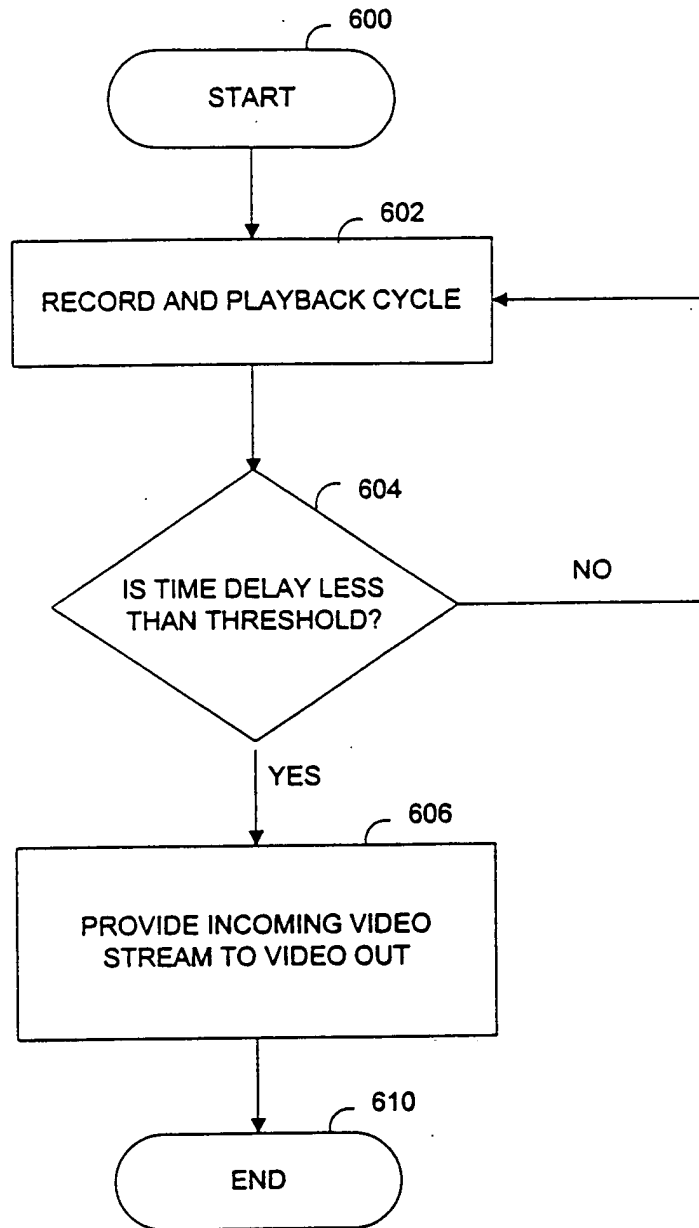 600
START
602
RECORD AND PLAYBACK CYCLE
604
IS TIME DELAY LESS
THAN THRESHOLD?
NO
YES
606
PROVIDE INCOMING VIDEO
STREAM TO VIDEO OUT
610
END